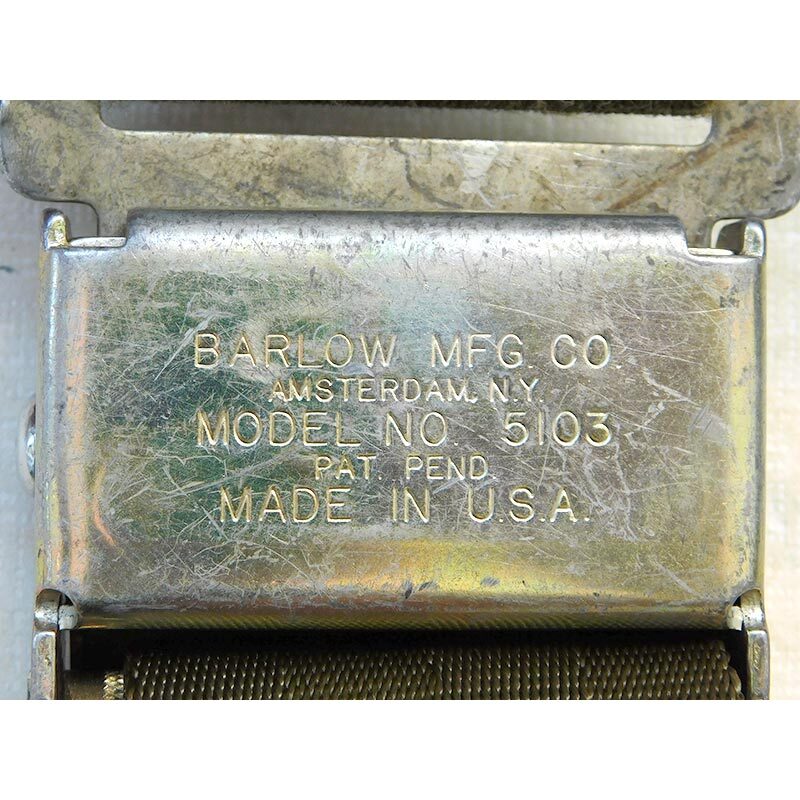 BARLOW MFG. CO.
AMSTERDAM, N.Y.
MODEL NO. 5103
PAT. PEND.
MADE IN U.S.A.